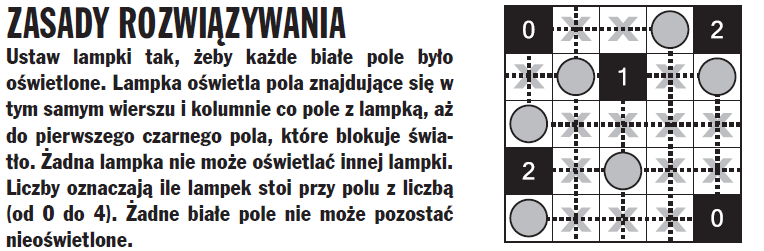 ZASADY ROZWIĄZYWANIA
Ustaw lampki tak, żeby każde białe pole było
oświetlone. Lampka oświetla pola znajdujące się w
tym samym wierszu i kolumnie co pole z lampką, aż
do pierwszego czarnego pola, które blokuje świa-
tło. Żadna lampka nie może oświetlać innej lampki.
Liczby oznaczają ile lampek stoi przy polu z liczbą
(od 0 do 4). Żadne białe pole nie może pozostać
nieoświetlone.
0 X X 2
X 1 X
X X X X
2 X X X
X X X 0